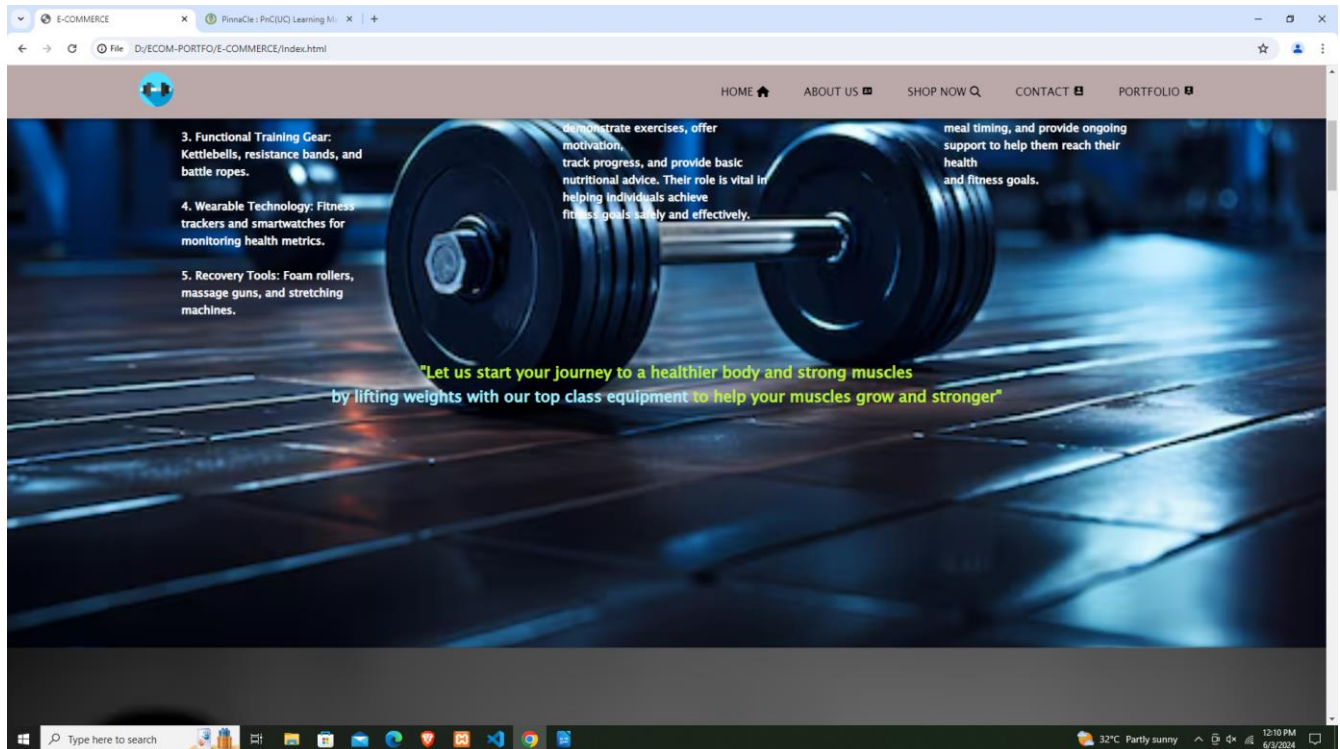 E-COMMERCE
PinnaCle : PnC(UC) Learning M
File D:/ECOM-PORTFO/E-COMMERCE/Index.html
HOME ABOUT US SHOP NOW CONTACT PORTFOLIO
3. Functional Training Gear:
Kettlebells, resistance bands, and
battle ropes.
4. Wearable Technology: Fitness
trackers and smartwatches for
monitoring health metrics.
5. Recovery Tools: Foam rollers,
massage guns, and stretching
machines.
demonstrate exercises, offer
motivation,
track progress, and provide basic
nutritional advice. Their role is vital in
helping individuals achieve
fitness goals safely and effectively.
meal timing, and provide ongoing
support to help them reach their
health
and fitness goals.
"Let us start your journey to a healthier body and strong muscles
by lifting weights with our top class equipment to help your muscles grow and stronger"
Type here to search
32°C Partly sunny
12:10 PM
6/3/2024